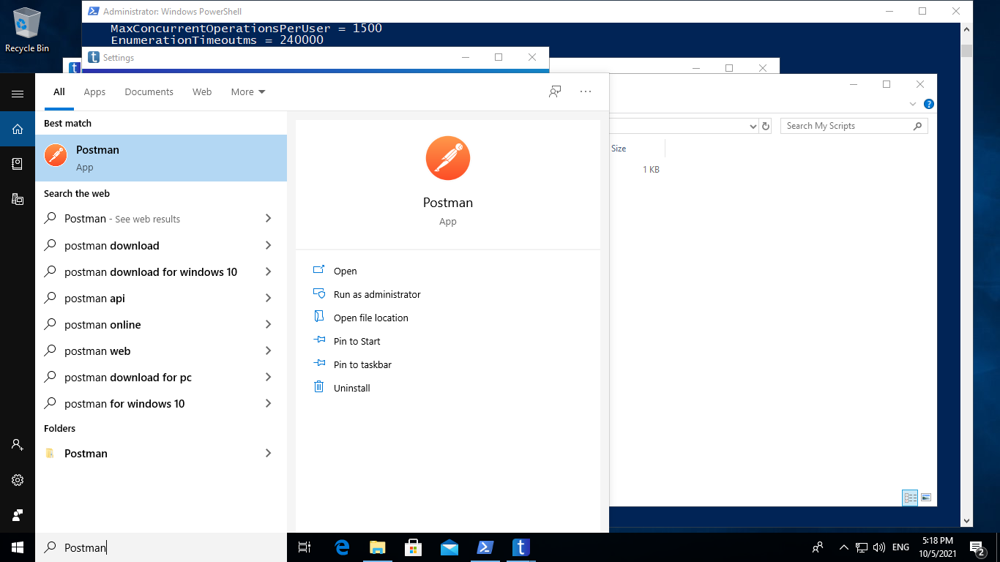 Recycle Bin
Administrator: Windows PowerShell
MaxConcurrentOperationsPerUser = 1500
EnumerationTimeoutms = 240000
Settings
All
Apps
Documents
Web
More
Best match
Postman
App
Search the web
Postman - See web results
postman download
postman download for windows 10
postman api
postman online
postman web
postman download for pc
postman for windows 10
Folders
Postman
Postman
App
Open
Run as administrator
Open file location
Pin to Start
Pin to taskbar
Uninstall
Search My Scripts
Size
1 KB
Postman
ENG
5:18 PM
10/5/2021
2